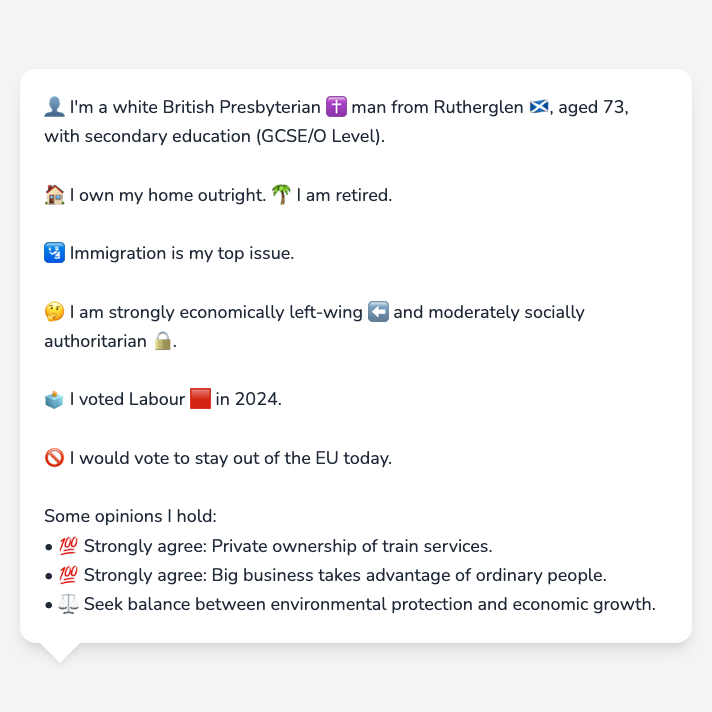 👤 I'm a white British Presbyterian ✝️ man from Rutherglen 🏴󠁧󠁢󠁳󠁣󠁴󠁿, aged 73,
with secondary education (GCSE/O Level).
🏠 I own my home outright. 🌴 I am retired.
🛂 Immigration is my top issue.
🤔 I am strongly economically left-wing ⬅️ and moderately socially
authoritarian 🔒.
🗳️ I voted Labour 🟥 in 2024.
🚫 I would vote to stay out of the EU today.
Some opinions I hold:
• 💯 Strongly agree: Private ownership of train services.
• 💯 Strongly agree: Big business takes advantage of ordinary people.
• ⚖️ Seek balance between environmental protection and economic growth.